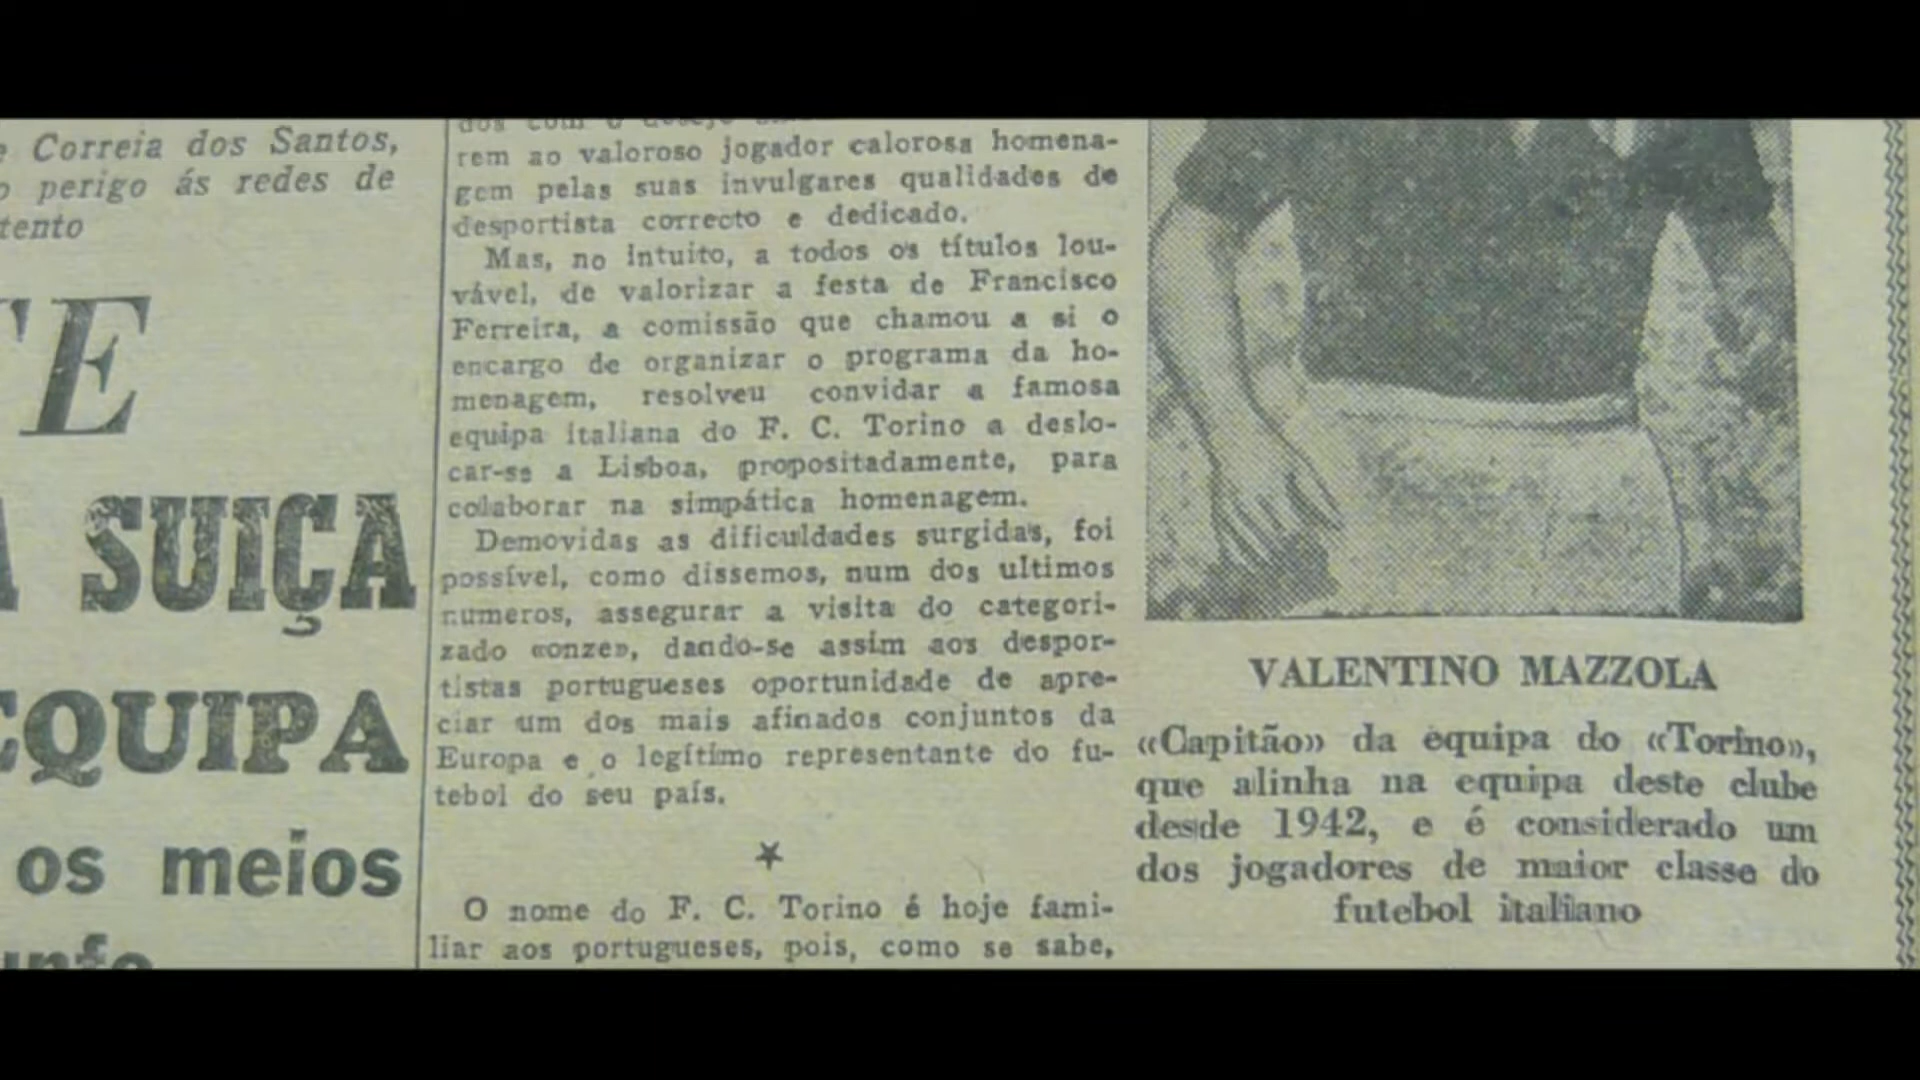 e Correia dos Santos,
o perigo ás redes de
tento
TE
A SUIÇA
EQUIPA
os meios
dos com o desejo
rem ao valoroso jogador calorosa homena-
gem pelas suas invulgares qualidades de
desportista correcto e dedicado.
Mas, no intuito, a todos os títulos lou-
vável, de valorizar a festa de Francisco
Ferreira, a comissão que chamou a si o
encargo de organizar o programa da ho-
menagem, resolveu convidar a famosa
equipa italiana do F. C. Torino a deslo-
car-se a Lisboa, propositadamente, para
colaborar na simpática homenagem.
Demovidas as dificuldades surgidas, foi
possível, como dissemos, num dos ultimos
numeros, assegurar a visita do categori-
zado «onze», dando-se assim aos despor-
tistas portugueses oportunidade de apre-
ciar um dos mais afinados conjuntos da
Europa e o legítimo representante do fu-
tebol do seu país.
O nome do F. C. Torino é hoje fami-
liar aos portugueses, pois, como se sabe,
VALENTINO MAZZOLA
«Capitão» da equipa do «Torino»,
que alinha na equipa deste clube
desde 1942, e é considerado um
dos jogadores de maior classe do
futebol italiano